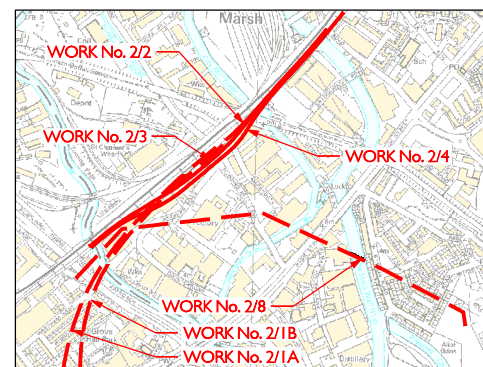 Marsh
WORK No. 2/2
Sch
PO
Depot
WORK No. 2/3
WORK No. 2/4
WORK No. 2/8
WORK No. 2/1B
Grove
Distillery
WORK No. 2/1A